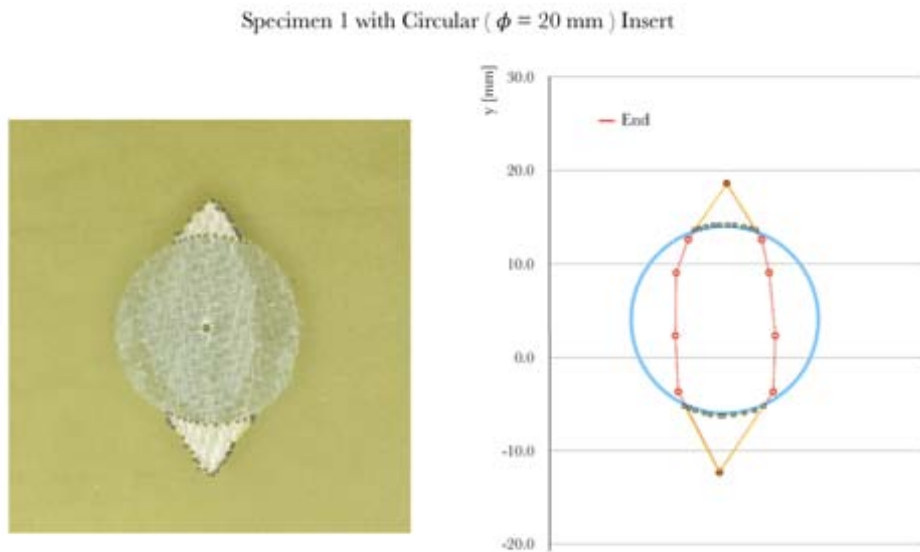 Specimen 1 with Circular ( ϕ = 20 mm ) Insert
y [mm]
30.0
End
20.0
10.0
0.0
-10.0
-20.0